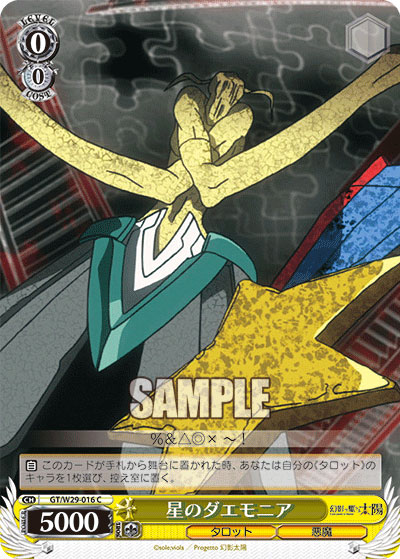 LEVEL
0
0
COST
SAMPLE
%&△◎× ～!
自 このカードが手札から舞台に置かれた時、あなたは自分の《タロット》の
キャラを1枚選び、控え室に置く。
CH GT/W29-016 C
5000
星のダエモニア
幻影ヲ駆ケル太陽
タロット
悪魔
©sole;viola / Progetto 幻影太陽